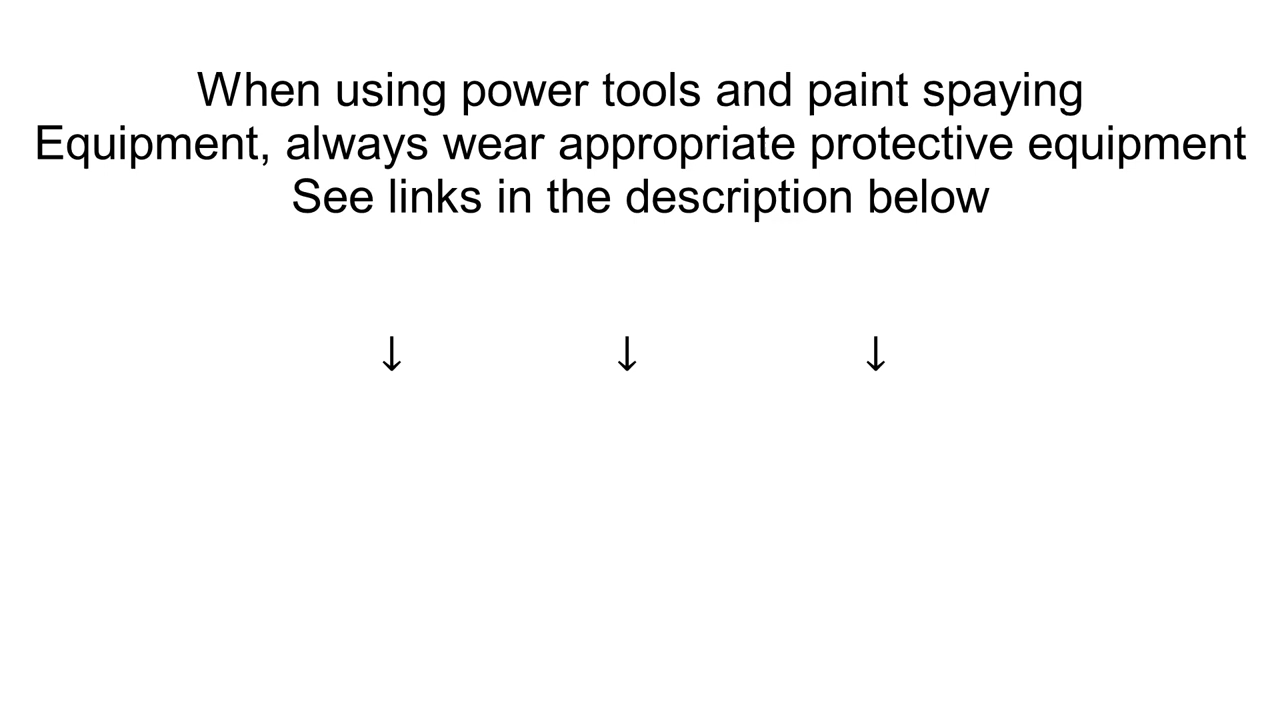 When using power tools and paint spaying
Equipment, always wear appropriate protective equipment
See links in the description below
↓ ↓ ↓